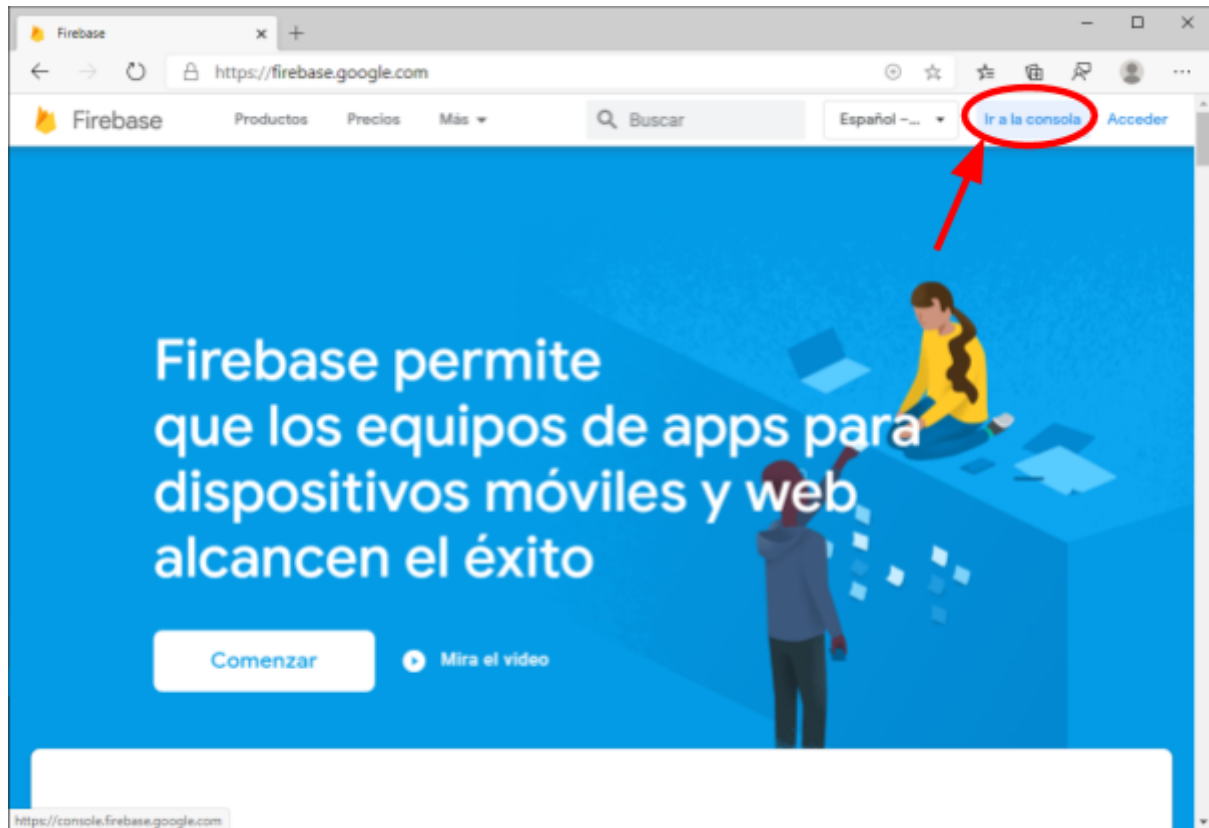 Firebase
https://firebase.google.com
Firebase Productos Precios Más Buscar Español –... Ir a la consola Acceder
Firebase permite
que los equipos de apps para
dispositivos móviles y web
alcancen el éxito
Comenzar Mira el video
https://console.firebase.google.com